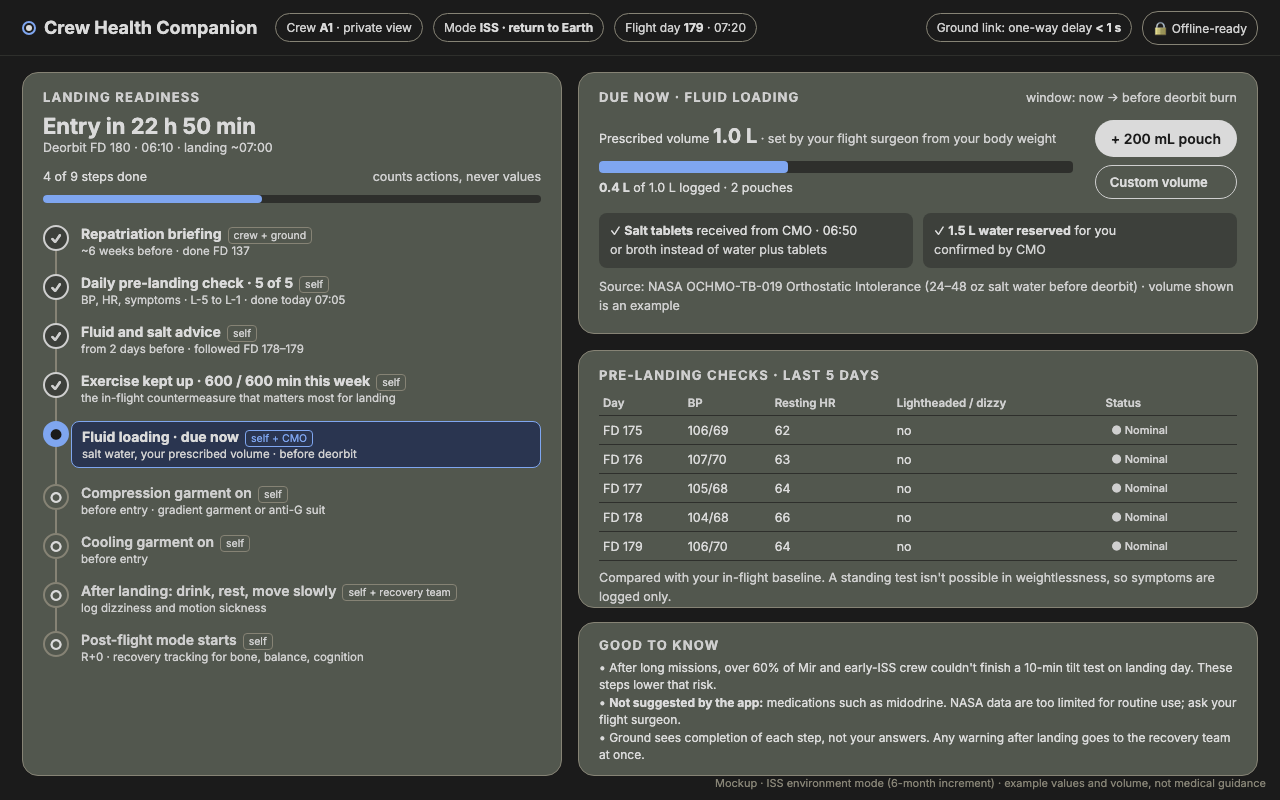 Crew Health Companion
Crew A1 · private view
Mode ISS · return to Earth
Flight day 179 · 07:20
Ground link: one-way delay < 1 s
🔒 Offline-ready
LANDING READINESS
Entry in 22 h 50 min
Deorbit FD 180 · 06:10 · landing ~07:00
4 of 9 steps done
counts actions, never values
Repatriation briefing crew + ground
~6 weeks before · done FD 137
Daily pre-landing check · 5 of 5 self
BP, HR, symptoms · L-5 to L-1 · done today 07:05
Fluid and salt advice self
from 2 days before · followed FD 178–179
Exercise kept up · 600 / 600 min this week self
the in-flight countermeasure that matters most for landing
Fluid loading · due now self + CMO
salt water, your prescribed volume · before deorbit
Compression garment on self
before entry · gradient garment or anti-G suit
Cooling garment on self
before entry
After landing: drink, rest, move slowly self + recovery team
log dizziness and motion sickness
Post-flight mode starts self
R+0 · recovery tracking for bone, balance, cognition
DUE NOW · FLUID LOADING
window: now → before deorbit burn
Prescribed volume 1.0 L · set by your flight surgeon from your body weight
+ 200 mL pouch
0.4 L of 1.0 L logged · 2 pouches
Custom volume
✓ Salt tablets received from CMO · 06:50
or broth instead of water plus tablets
✓ 1.5 L water reserved for you
confirmed by CMO
Source: NASA OCHMO-TB-019 Orthostatic Intolerance (24–48 oz salt water before deorbit) · volume shown
is an example
PRE-LANDING CHECKS · LAST 5 DAYS
Day BP Resting HR Lightheaded / dizzy Status
FD 175 106/69 62 no Nominal
FD 176 107/70 63 no Nominal
FD 177 105/68 64 no Nominal
FD 178 104/68 66 no Nominal
FD 179 106/70 64 no Nominal
Compared with your in-flight baseline. A standing test isn't possible in weightlessness, so symptoms are
logged only.
GOOD TO KNOW
• After long missions, over 60% of Mir and early-ISS crew couldn't finish a 10-min tilt test on landing day. These
steps lower that risk.
• Not suggested by the app: medications such as midodrine. NASA data are too limited for routine use; ask your
flight surgeon.
• Ground sees completion of each step, not your answers. Any warning after landing goes to the recovery team
at once.
Mockup · ISS environment mode (6-month increment) · example values and volume, not medical guidance